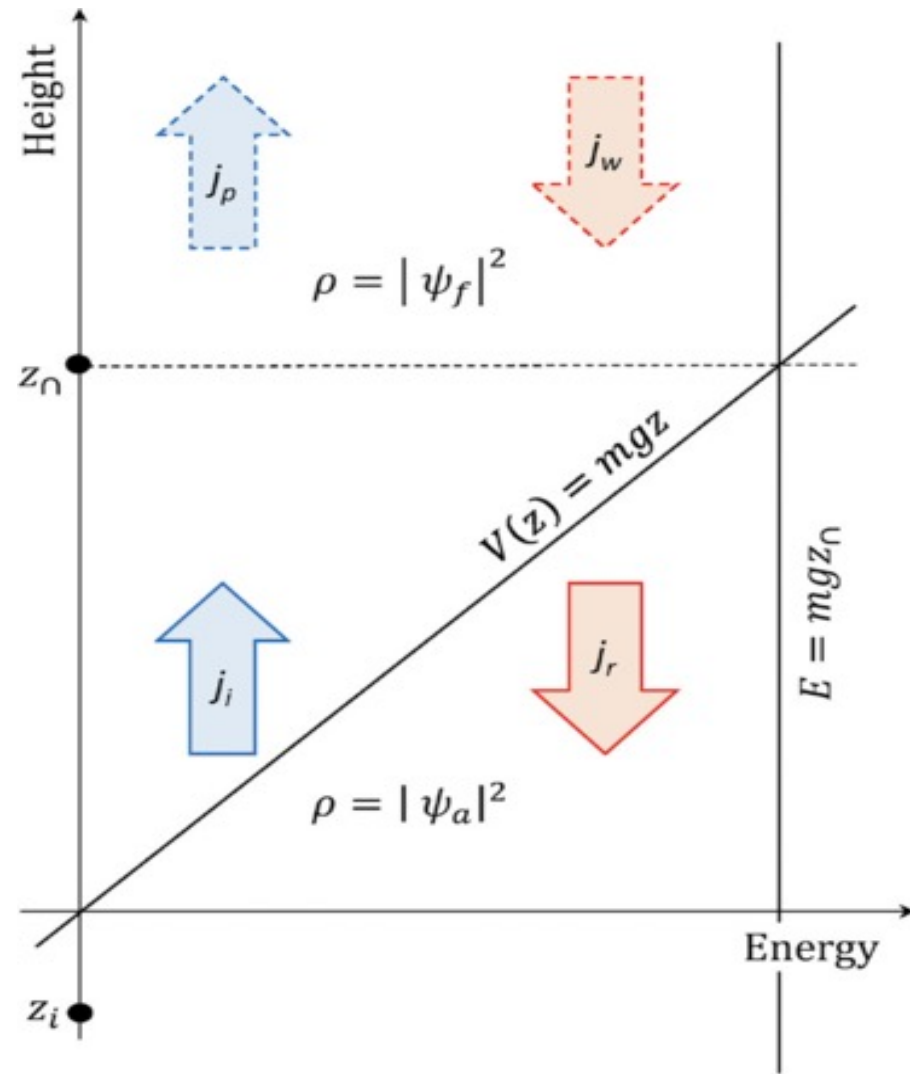 Height
j_p
j_w
ρ = | ψ_f|²
z_∩
V(z) = mgz
E = mgz_∩
j_i
j_r
ρ = | ψ_a|²
Energy
z_i